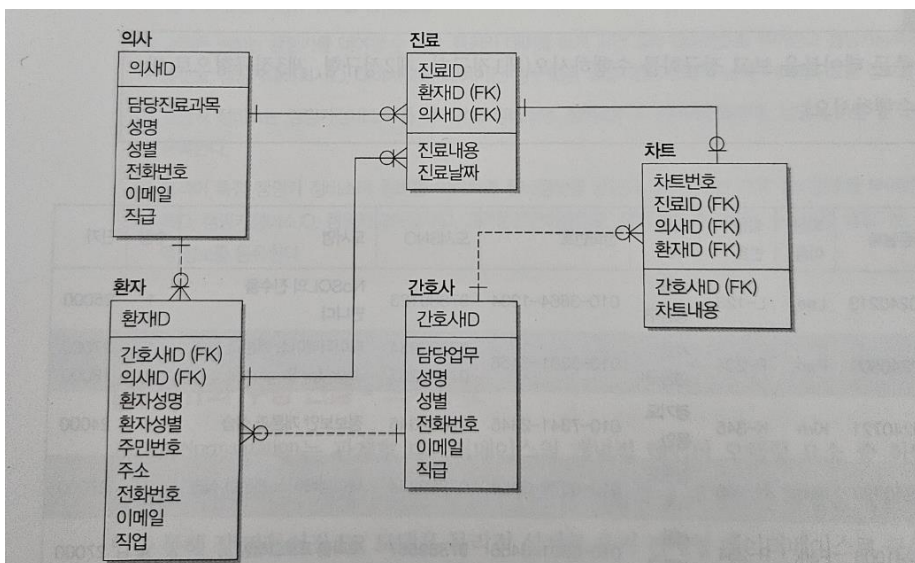 의사
의사ID
담당진료과목
성명
성별
전화번호
이메일
직급
진료
진료ID
환자ID (FK)
의사ID (FK)
진료내용
진료날짜
차트
차트번호
진료ID (FK)
의사ID (FK)
환자ID (FK)
간호사ID (FK)
차트내용
환자
환자ID
간호사ID (FK)
의사ID (FK)
환자성명
환자성별
주민번호
주소
전화번호
이메일
직업
간호사
간호사ID
담당업무
성명
성별
전화번호
이메일
직급